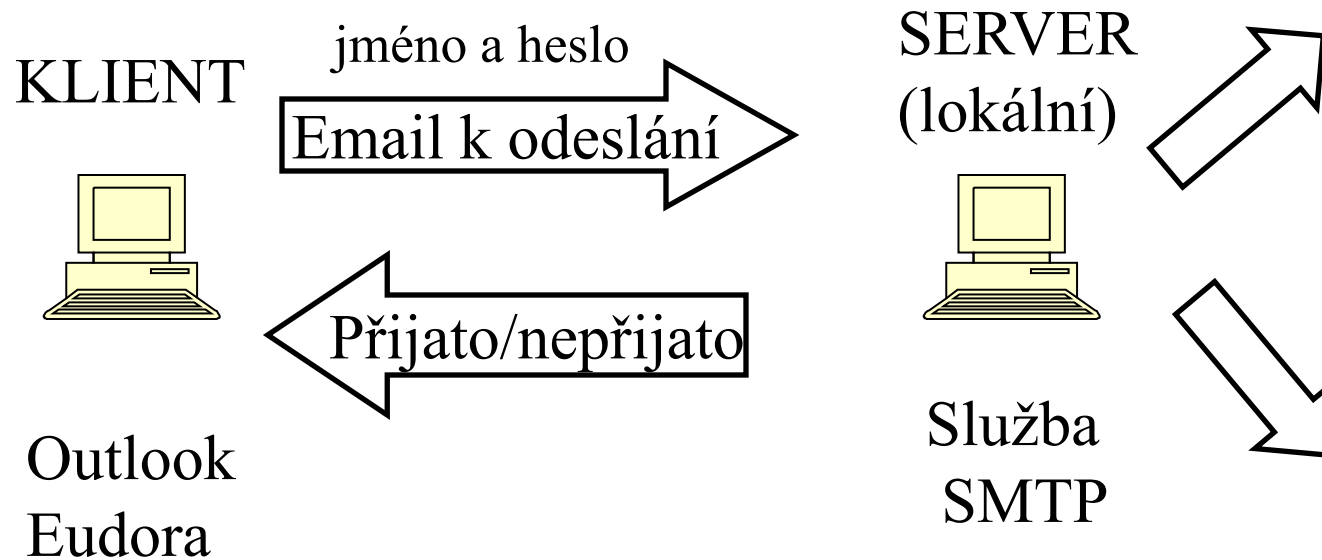 KLIENT
jméno a heslo
Email k odeslání
SERVER
(lokální)
Přijato/nepřijato
Outlook
Eudora
Služba
SMTP